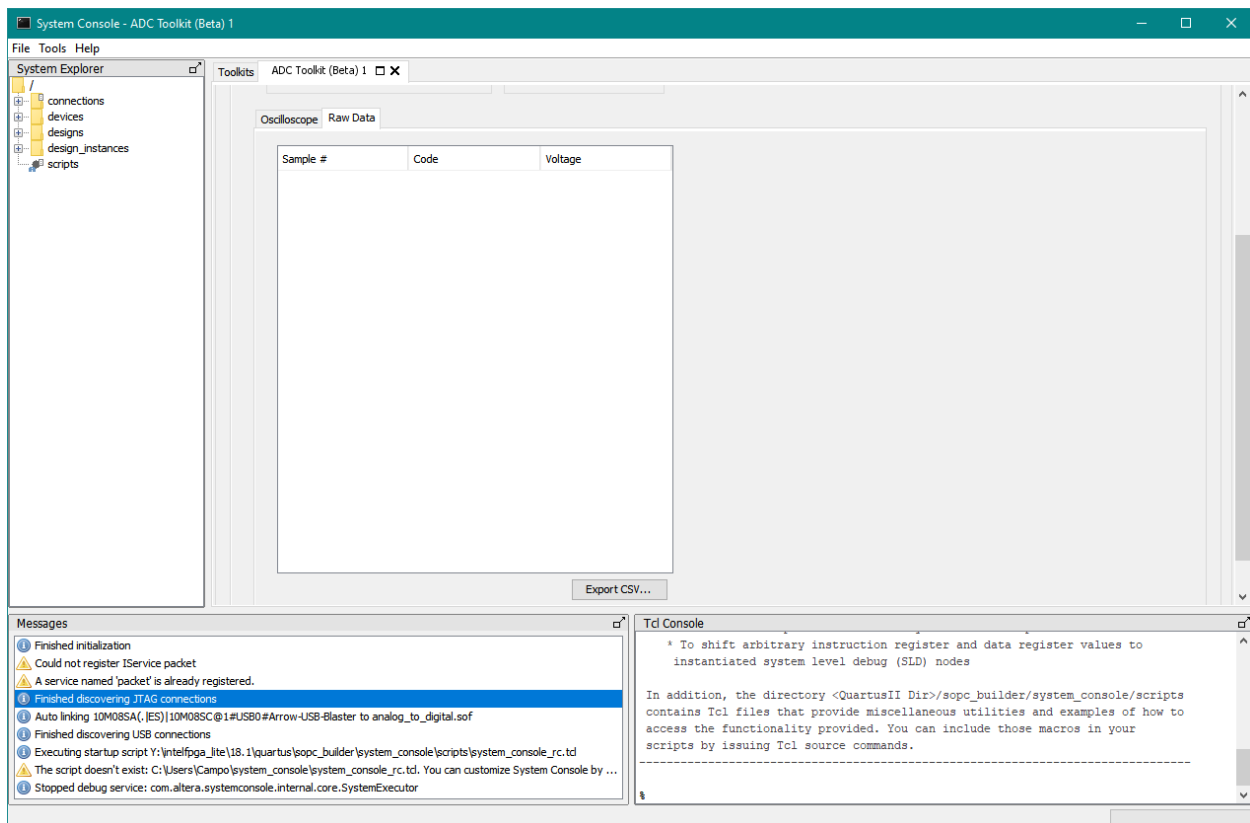 System Console - ADC Toolkit (Beta) 1
File Tools Help
System Explorer
/
connections
devices
designs
design_instances
scripts
Toolkits
ADC Toolkit (Beta) 1
Oscilloscope
Raw Data
Sample # Code Voltage
Export CSV...
Messages
Finished initialization
Could not register IService packet
A service named 'packet' is already registered.
Finished discovering JTAG connections
Auto linking 10M08SA(.|ES)|10M08SC@1#USB0#Arrow-USB-Blaster to analog_to_digital.sof
Finished discovering USB connections
Executing startup script Y:\intelfpga_lite\18.1\quartus\sopc_builder\system_console\scripts\system_console_rc.tcl
The script doesn't exist: C:\Users\Campo\system_console\system_console_rc.tcl. You can customize System Console by ...
Stopped debug service: com.altera.systemconsole.internal.core.SystemExecutor
Tcl Console
* To shift arbitrary instruction register and data register values to
instantiated system level debug (SLD) nodes
In addition, the directory <QuartusII Dir>/sopc_builder/system_console/scripts
contains Tcl files that provide miscellaneous utilities and examples of how to
access the functionality provided. You can include those macros in your
scripts by issuing Tcl source commands.
-----------------------------------------------------------------------------
%